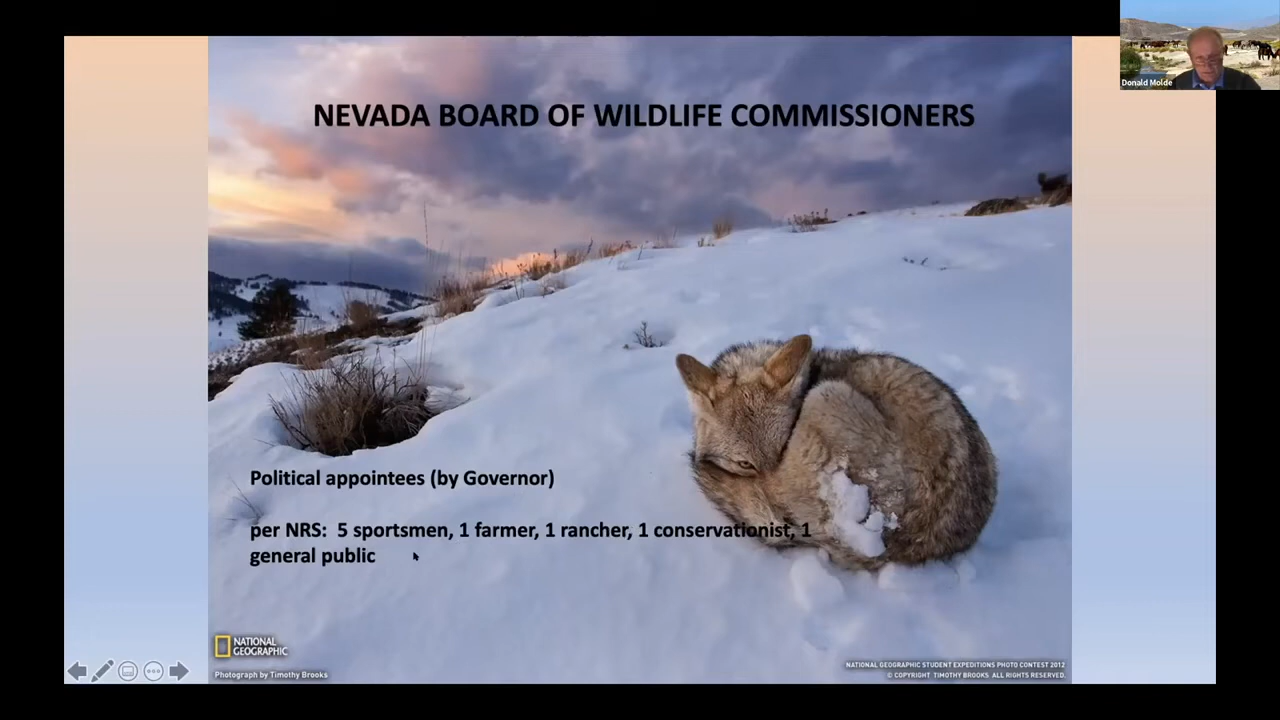 Donald Molde
NEVADA BOARD OF WILDLIFE COMMISSIONERS
Political appointees (by Governor)
per NRS:  5 sportsmen, 1 farmer, 1 rancher, 1 conservationist, 1
general public
NATIONAL
GEOGRAPHIC
Photograph by Timothy Brooks
NATIONAL GEOGRAPHIC STUDENT EXPEDITIONS PHOTO CONTEST 2012
© COPYRIGHT TIMOTHY BROOKS ALL RIGHTS RESERVED.